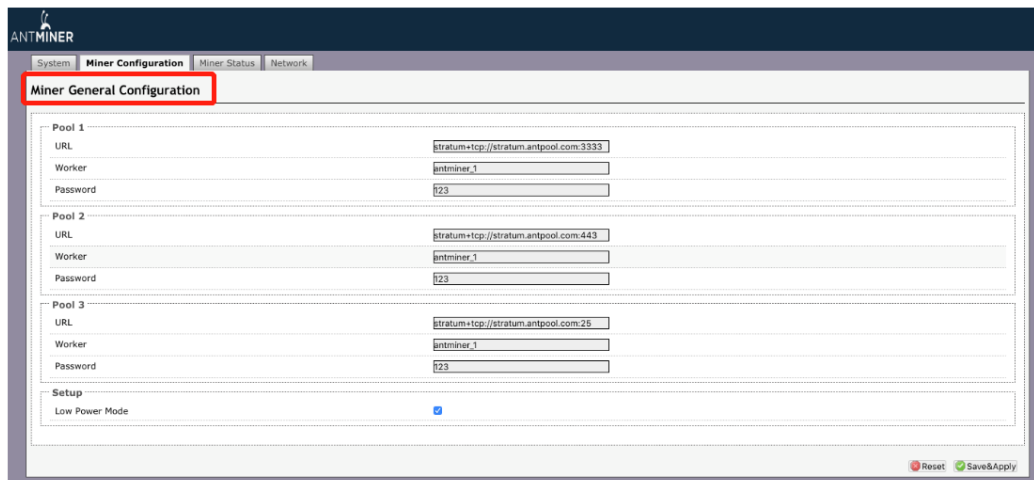 ANTMINER
System Miner Configuration Miner Status Network
Miner General Configuration
Pool 1
URL stratum+tcp://stratum.antpool.com:3333
Worker antminer_1
Password 123
Pool 2
URL stratum+tcp://stratum.antpool.com:443
Worker antminer_1
Password 123
Pool 3
URL stratum+tcp://stratum.antpool.com:25
Worker antminer_1
Password 123
Setup
Low Power Mode
Reset Save&Apply